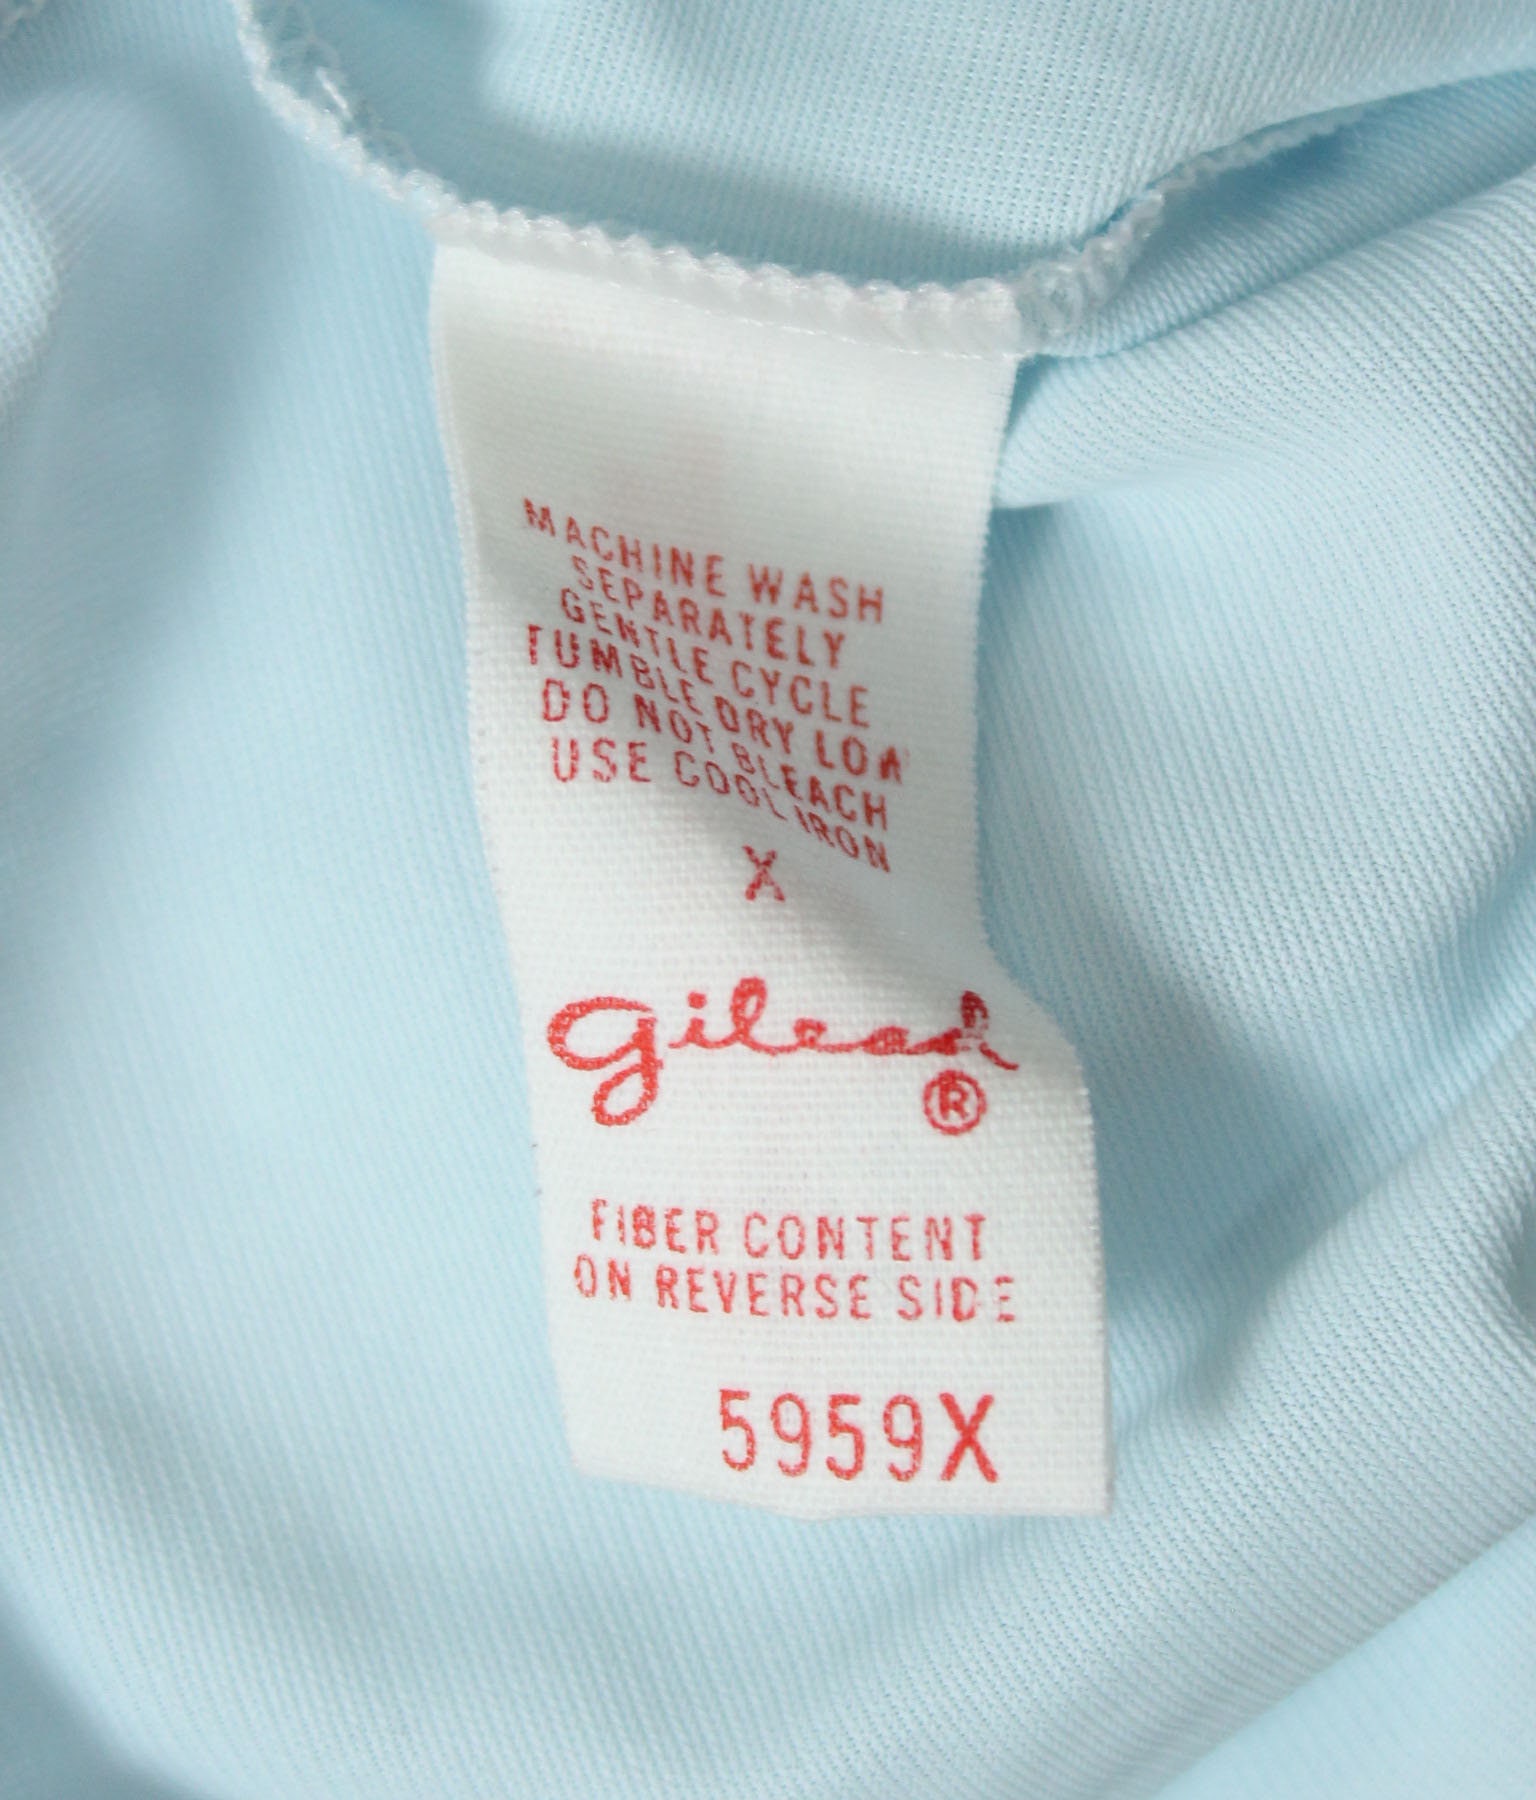 MACHINE WASH
SEPARATELY
GENTLE CYCLE
TUMBLE DRY LOW
DO NOT BLEACH
USE COOL IRON
X
gilead
®
FIBER CONTENT
ON REVERSE SIDE
5959X